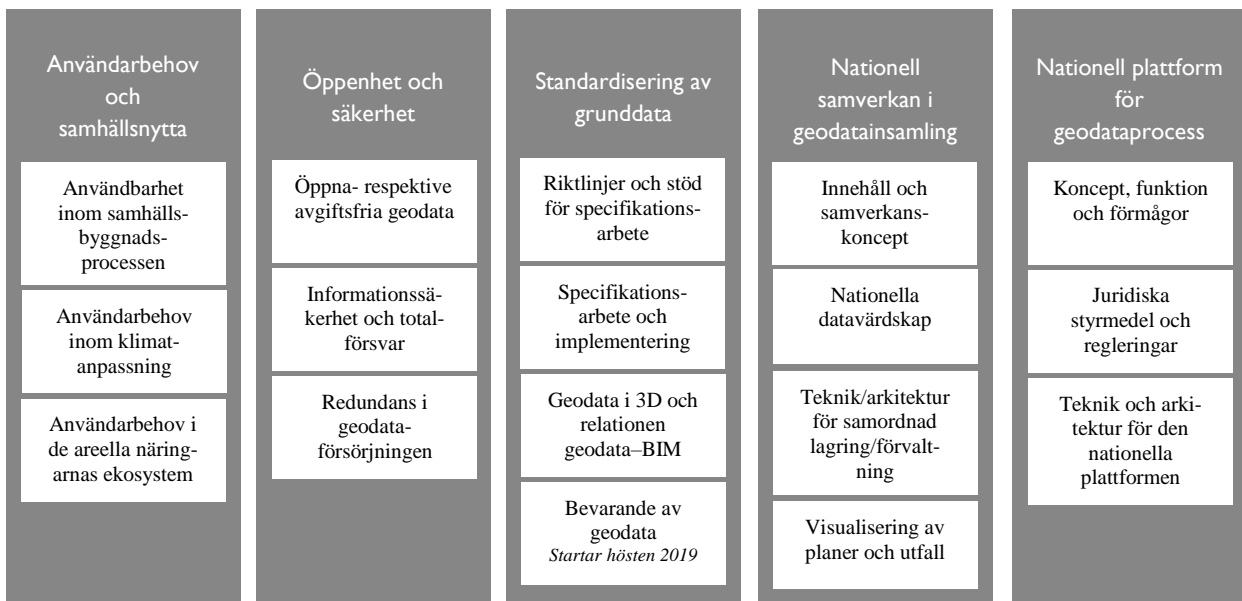 Användarbehov
och
samhällsnytta
Användbarhet
inom samhälls-
byggnads-
processen
Användarbehov
inom klimat-
anpassning
Användarbehov i
de areella näring-
arnas ekosystem
Öppenhet och
säkerhet
Öppna- respektive
avgiftsfria geodata
Informationssä-
kerhet och total-
försvar
Redundans i
geodata-
försörjningen
Standardisering av
grunddata
Riktlinjer och stöd
för specifikations-
arbete
Specifikations-
arbete och
implementering
Geodata i 3D och
relationen
geodata–BIM
Bevarande av
geodata
Startar hösten 2019
Nationell
samverkan i
geodatainsamling
Innehåll och
samverkans-
koncept
Nationella
datavärdskap
Teknik/arkitektur
för samordnad
lagring/förvalt-
ning
Visualisering av
planer och utfall
Nationell plattform
för
geodataprocess
Koncept, funktion
och förmågor
Juridiska
styrmedel och
regleringar
Teknik och arki-
tektur för den
nationella
plattformen